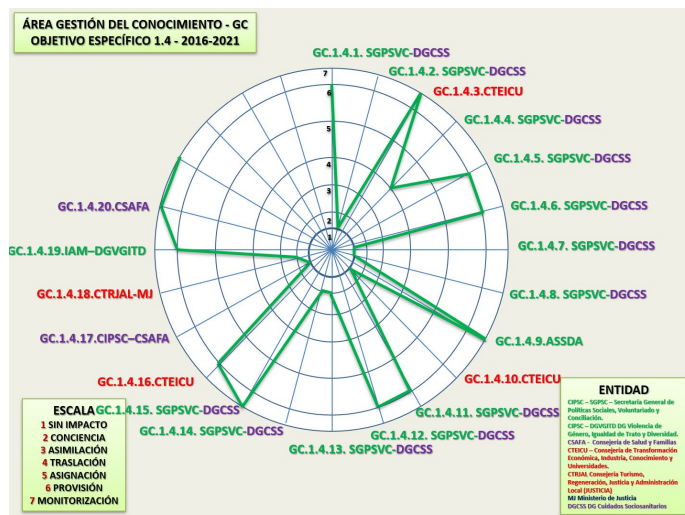 ÁREA GESTIÓN DEL CONOCIMIENTO - GC
OBJETIVO ESPECÍFICO 1.4 - 2016-2021
GC.1.4.1. SGPSVC-DGCSS
GC.1.4.2. SGPSVC-DGCSS
GC.1.4.3.CTEICU
GC.1.4.4. SGPSVC-DGCSS
GC.1.4.5. SGPSVC-DGCSS
GC.1.4.6. SGPSVC-DGCSS
GC.1.4.7. SGPSVC-DGCSS
GC.1.4.8. SGPSVC-DGCSS
GC.1.4.9.ASSDA
GC.1.4.10.CTEICU
GC.1.4.11. SGPSVC-DGCSS
GC.1.4.12. SGPSVC-DGCSS
GC.1.4.13. SGPSVC-DGCSS
GC.1.4.14. SGPSVC-DGCSS
GC.1.4.15. SGPSVC-DGCSS
GC.1.4.16.CTEICU
GC.1.4.17.CIPSC–CSAFA
GC.1.4.18.CTRJAL-MJ
GC.1.4.19.IAM–DGVGITD
GC.1.4.20.CSAFA
7
6
5
4
3
2
1
ESCALA
1 SIN IMPACTO
2 CONCIENCIA
3 ASIMILACIÓN
4 TRASLACIÓN
5 ASIGNACIÓN
6 PROVISIÓN
7 MONITORIZACIÓN
ENTIDAD
CIPSC – SGPSC – Secretaría General de
Políticas Sociales, Voluntariado y
Conciliación.
CIPSC – DGVGITD DG Violencia de
Género, Igualdad de Trato y Diversidad.
CSAFA - Consejería de Salud y Familias
CTEICU – Consejería de Transformación
Económica, Industria, Conocimiento y
Universidades.
CTRJAL Consejería Turismo,
Regeneración, Justicia y Administración
Local (JUSTICIA)
MJ Ministerio de Justicia
DGCSS DG Cuidados Sociosanitarios